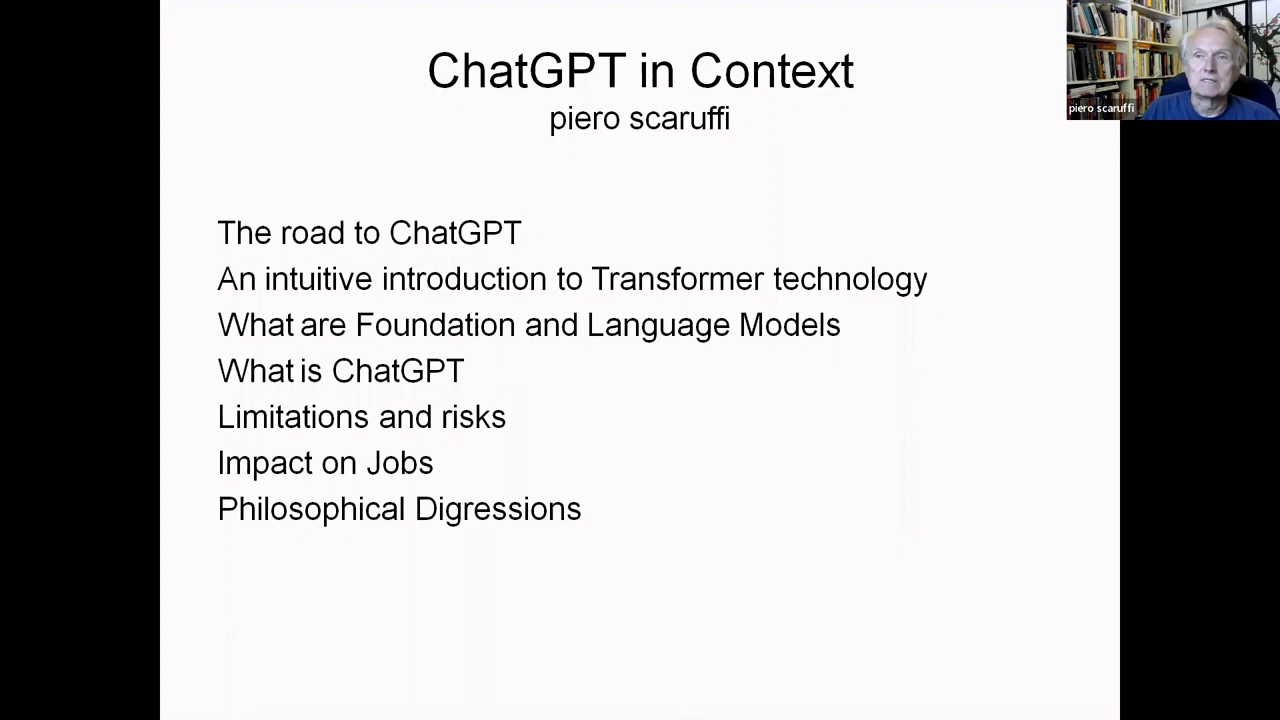 ChatGPT in Context
piero scaruffi
piero scaruffi
The road to ChatGPT
An intuitive introduction to Transformer technology
What are Foundation and Language Models
What is ChatGPT
Limitations and risks
Impact on Jobs
Philosophical Digressions